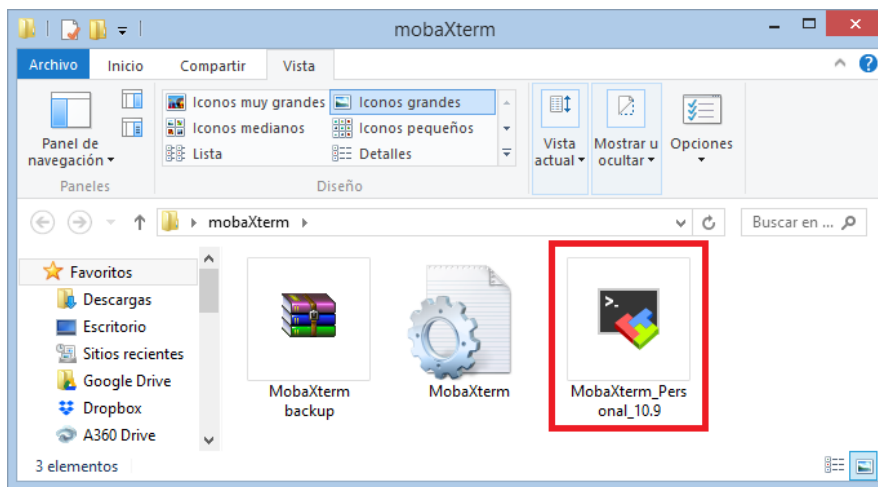 mobaXterm
Archivo Inicio Compartir Vista
Iconos muy grandes Iconos grandes
Iconos medianos Iconos pequeños
Lista Detalles
Panel de
navegación
Vista
actual
Mostrar u
ocultar
Opciones
Paneles Diseño
mobaXterm Buscar en ...
Favoritos
Descargas
Escritorio
Sitios recientes
Google Drive
Dropbox
A360 Drive
MobaXterm
backup
MobaXterm
MobaXterm_Pers
onal_10.9
3 elementos